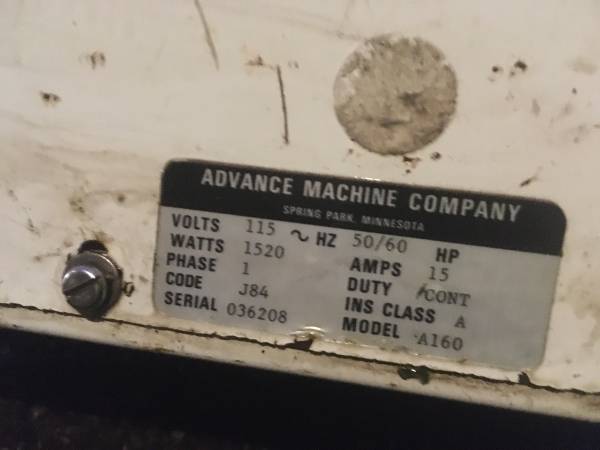 ADVANCE MACHINE COMPANY
SPRING PARK, MINNESOTA
VOLTS 115 ~ HZ 50/60 HP
WATTS 1520 AMPS 15
PHASE 1 DUTY CONT
CODE J84 INS CLASS A
SERIAL 036208 MODEL A160